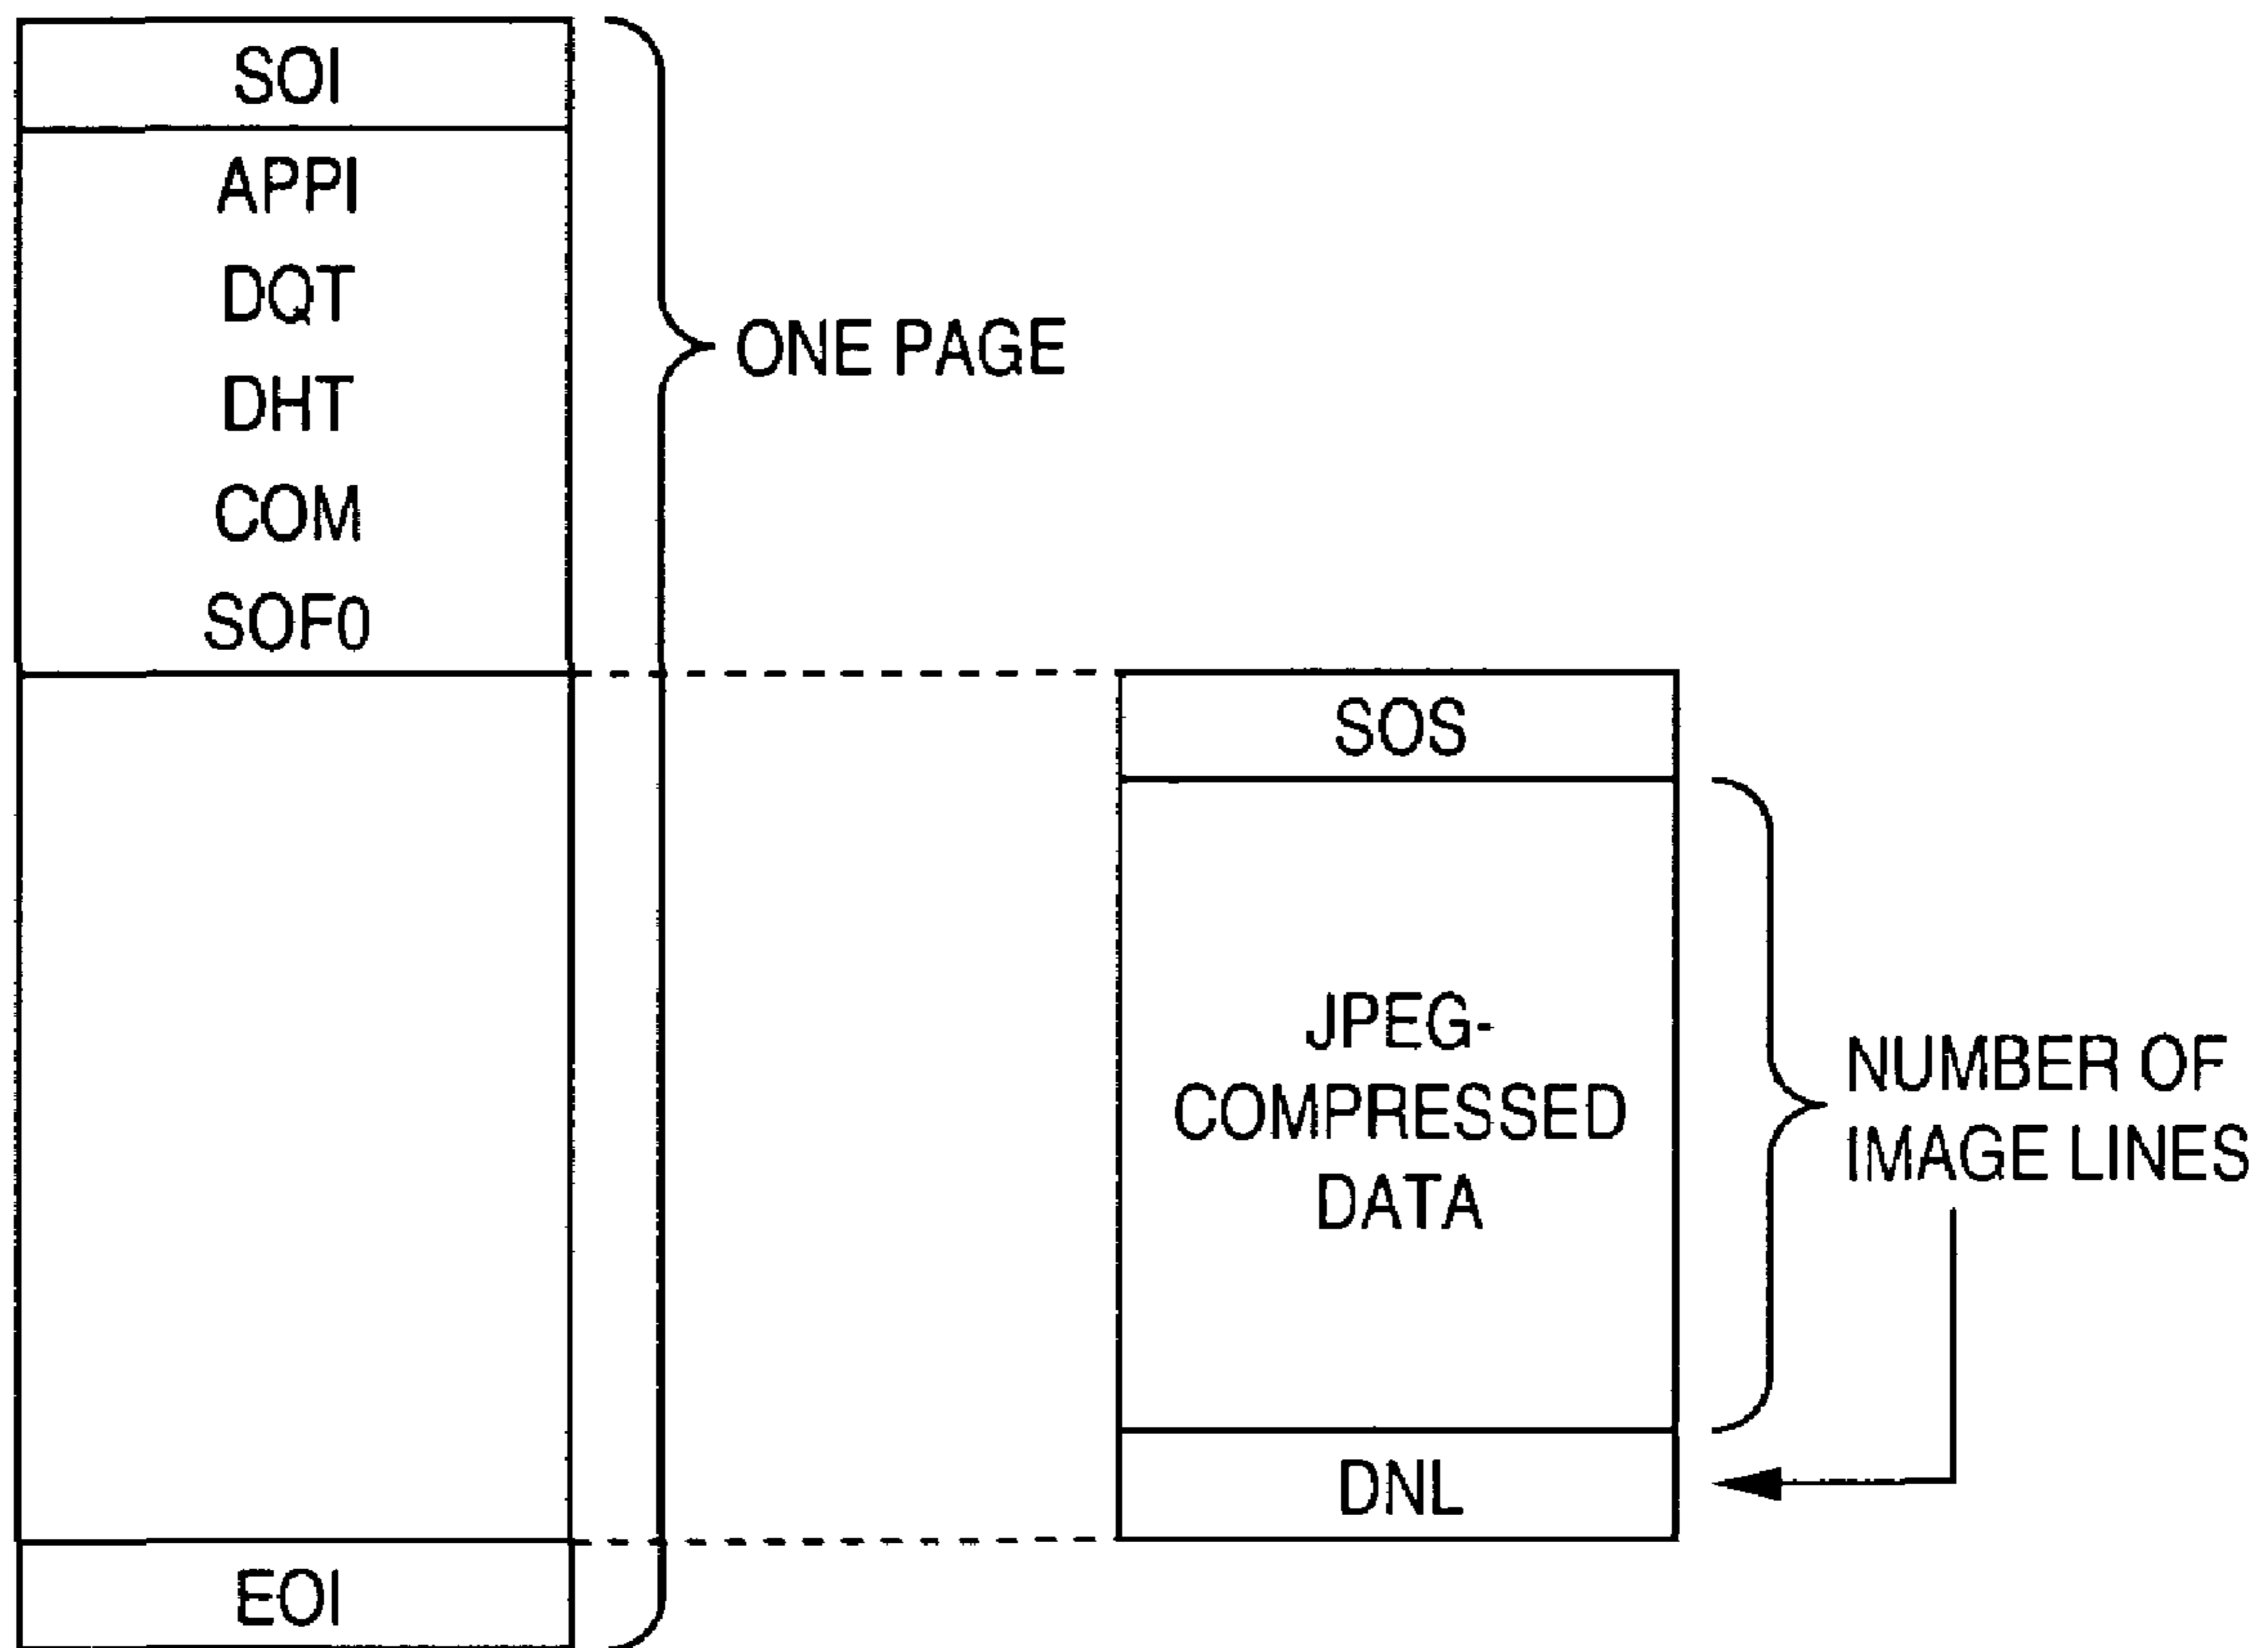 SOI
APPI
DQT
DHT
COM
SOF0
ONE PAGE
SOS
JPEG-
COMPRESSED
DATA
NUMBER OF
IMAGE LINES
DNL
EOI